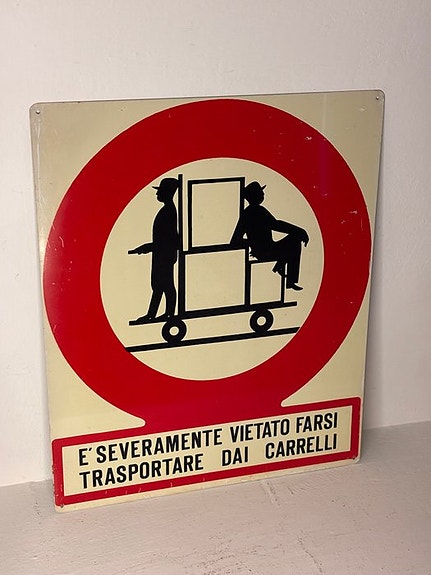 E' SEVERAMENTE VIETATO FARSI
TRASPORTARE DAI CARRELLI